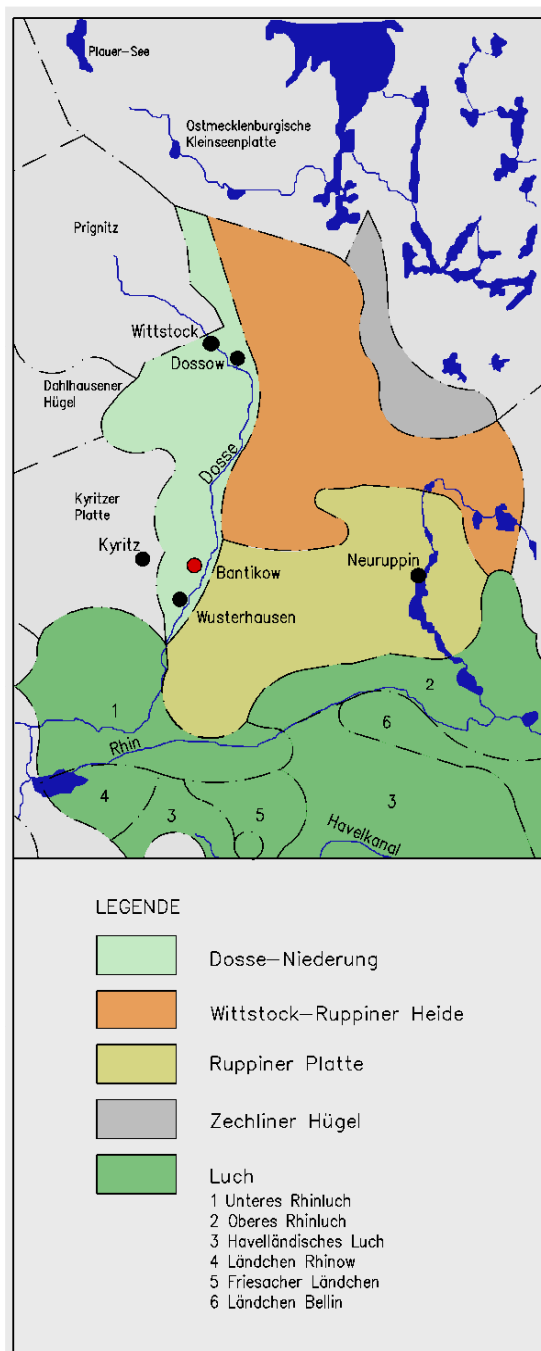 Plauer-See
Ostmecklenburgische
Kleinseenplatte
Prignitz
Wittstock
Dossow
Dahlhausener
Hügel
Dosse
Kyritzer
Platte
Kyritz
Bantikow
Neuruppin
Wusterhausen
1
2
6
Rhin
4
3
5
3
Havelkanal
LEGENDE
Dosse-Niederung
Wittstock-Ruppiner Heide
Ruppiner Platte
Zechliner Hügel
Luch
1 Unteres Rhinluch
2 Oberes Rhinluch
3 Havelländisches Luch
4 Ländchen Rhinow
5 Friesacher Ländchen
6 Ländchen Bellin